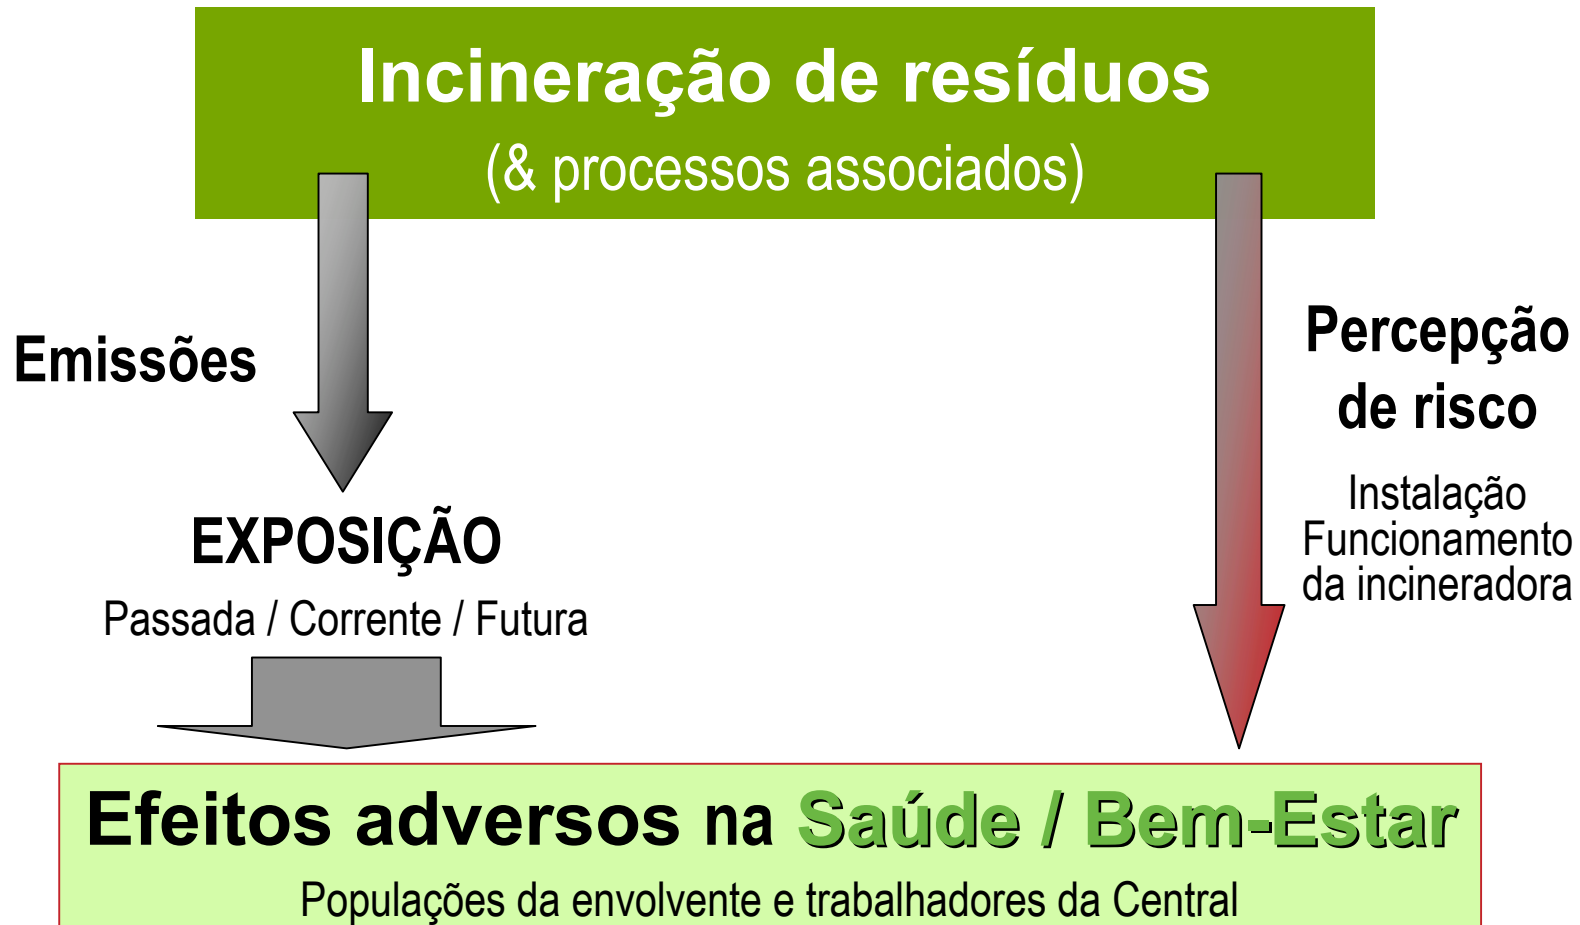 Incineração de resíduos
(& processos associados)
Emissões
EXPOSIÇÃO
Passada / Corrente / Futura
Percepção
de risco
Instalação
Funcionamento
da incineradora
Efeitos adversos na Saúde / Bem-Estar
Populações da envolvente e trabalhadores da Central